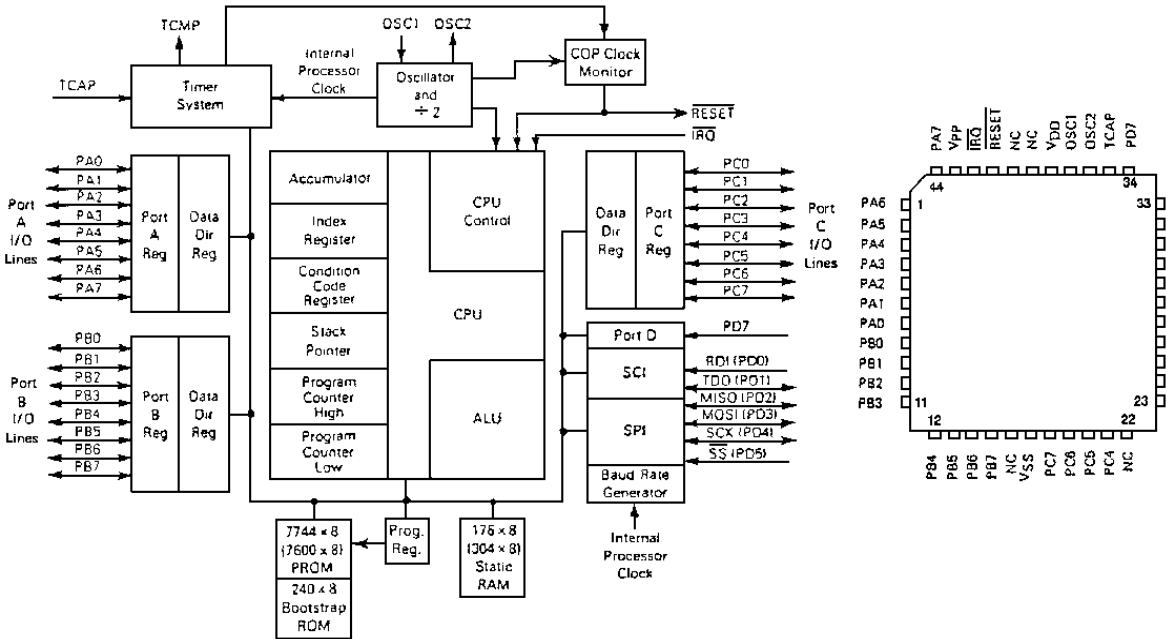 TCMP
OSC1
OSC2
Internal
Processor
Clock
COP Clock
Monitor
Timer
System
TCAP
Oscillator
and
÷ 2
RESET
IRQ
Port
A
I/O
Lines
PA0
PA1
PA2
PA3
PA4
PA5
PA6
PA7
Port
A
Reg
Data
Dir
Reg
Port
B
I/O
Lines
PB0
PB1
PB2
PB3
PB4
PB5
PB6
PB7
Port
B
Reg
Data
Dir
Reg
Accumulator
Index
Register
Condition
Code
Register
Stack
Pointer
Program
Counter
High
Program
Counter
Low
CPU
Control
CPU
ALU
Data
Dir
Reg
Port
C
Reg
PC0
PC1
PC2
PC3
PC4
PC5
PC6
PC7
Port
C
I/O
Lines
Port D
SCI
SPI
Baud Rate
Generator
PD7
RDI (PD0)
TDO (PD1)
MISO (PD2)
MOSI (PD3)
SCK (PD4)
SS (PD5)
Internal
Processor
Clock
7744 × 8
(7600 × 8)
PROM
240 × 8
Bootstrap
ROM
Prog.
Reg.
176 × 8
(304 × 8)
Static
RAM
PA7
VPP
IRQ
RESET
NC
NC
VDD
OSC1
OSC2
TCAP
PD7
44
34
1
33
PA6
PA5
PA4
PA3
PA2
PA1
PA0
PB0
PB1
PB2
PB3
11
23
12
22
PB4
PB5
PB6
PB7
NC
VSS
PC7
PC6
PC5
PC4
NC